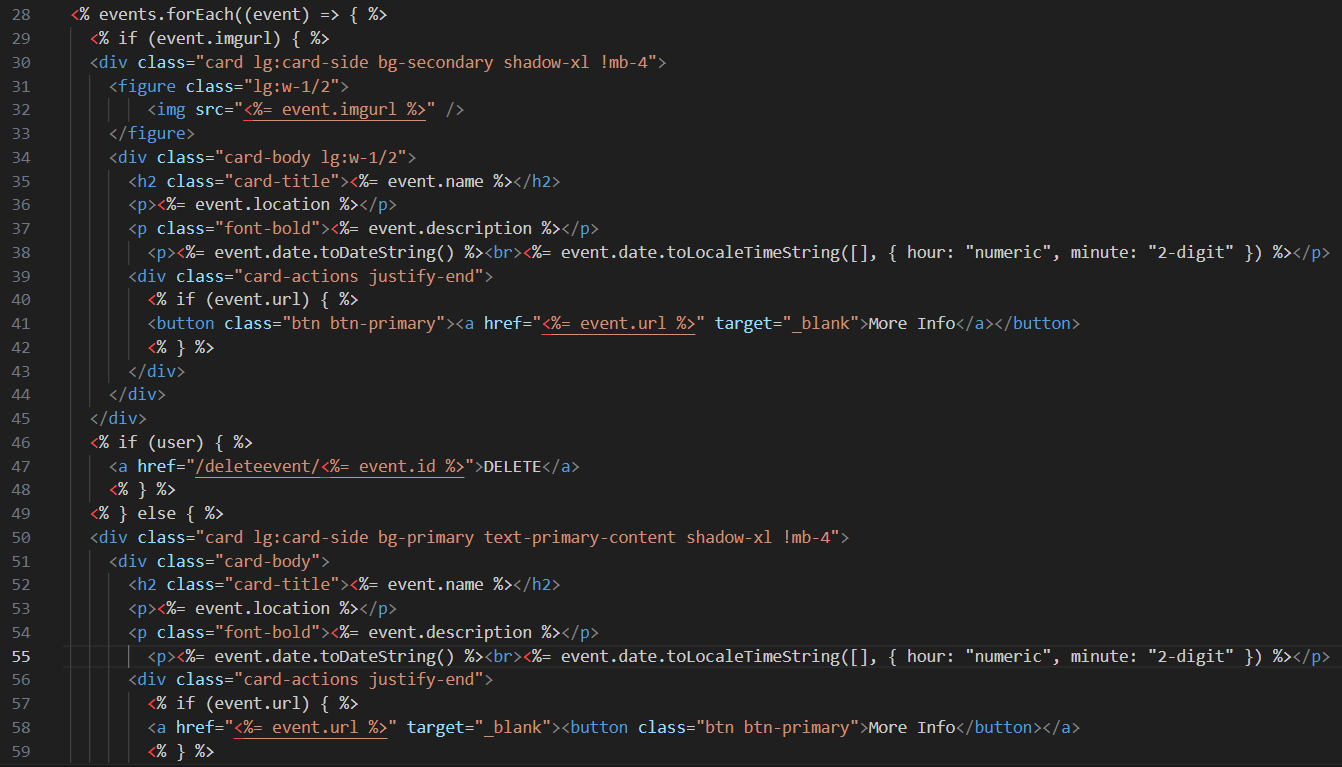 28 <% events.forEach((event) => { %>
29 <% if (event.imgurl) { %>
30 <div class="card lg:card-side bg-secondary shadow-xl !mb-4">
31 <figure class="lg:w-1/2">
32 <img src="<%= event.imgurl %>" />
33 </figure>
34 <div class="card-body lg:w-1/2">
35 <h2 class="card-title"><%= event.name %></h2>
36 <p><%= event.location %></p>
37 <p class="font-bold"><%= event.description %></p>
38 <p><%= event.date.toDateString() %><br><%= event.date.toLocaleTimeString([], { hour: "numeric", minute: "2-digit" }) %></p>
39 <div class="card-actions justify-end">
40 <% if (event.url) { %>
41 <button class="btn btn-primary"><a href="<%= event.url %>" target="_blank">More Info</a></button>
42 <% } %>
43 </div>
44 </div>
45 </div>
46 <% if (user) { %>
47 <a href="/deleteevent/<%= event.id %>">DELETE</a>
48 <% } %>
49 <% } else { %>
50 <div class="card lg:card-side bg-primary text-primary-content shadow-xl !mb-4">
51 <div class="card-body">
52 <h2 class="card-title"><%= event.name %></h2>
53 <p><%= event.location %></p>
54 <p class="font-bold"><%= event.description %></p>
55 <p><%= event.date.toDateString() %><br><%= event.date.toLocaleTimeString([], { hour: "numeric", minute: "2-digit" }) %></p>
56 <div class="card-actions justify-end">
57 <% if (event.url) { %>
58 <a href="<%= event.url %>" target="_blank"><button class="btn btn-primary">More Info</button></a>
59 <% } %>